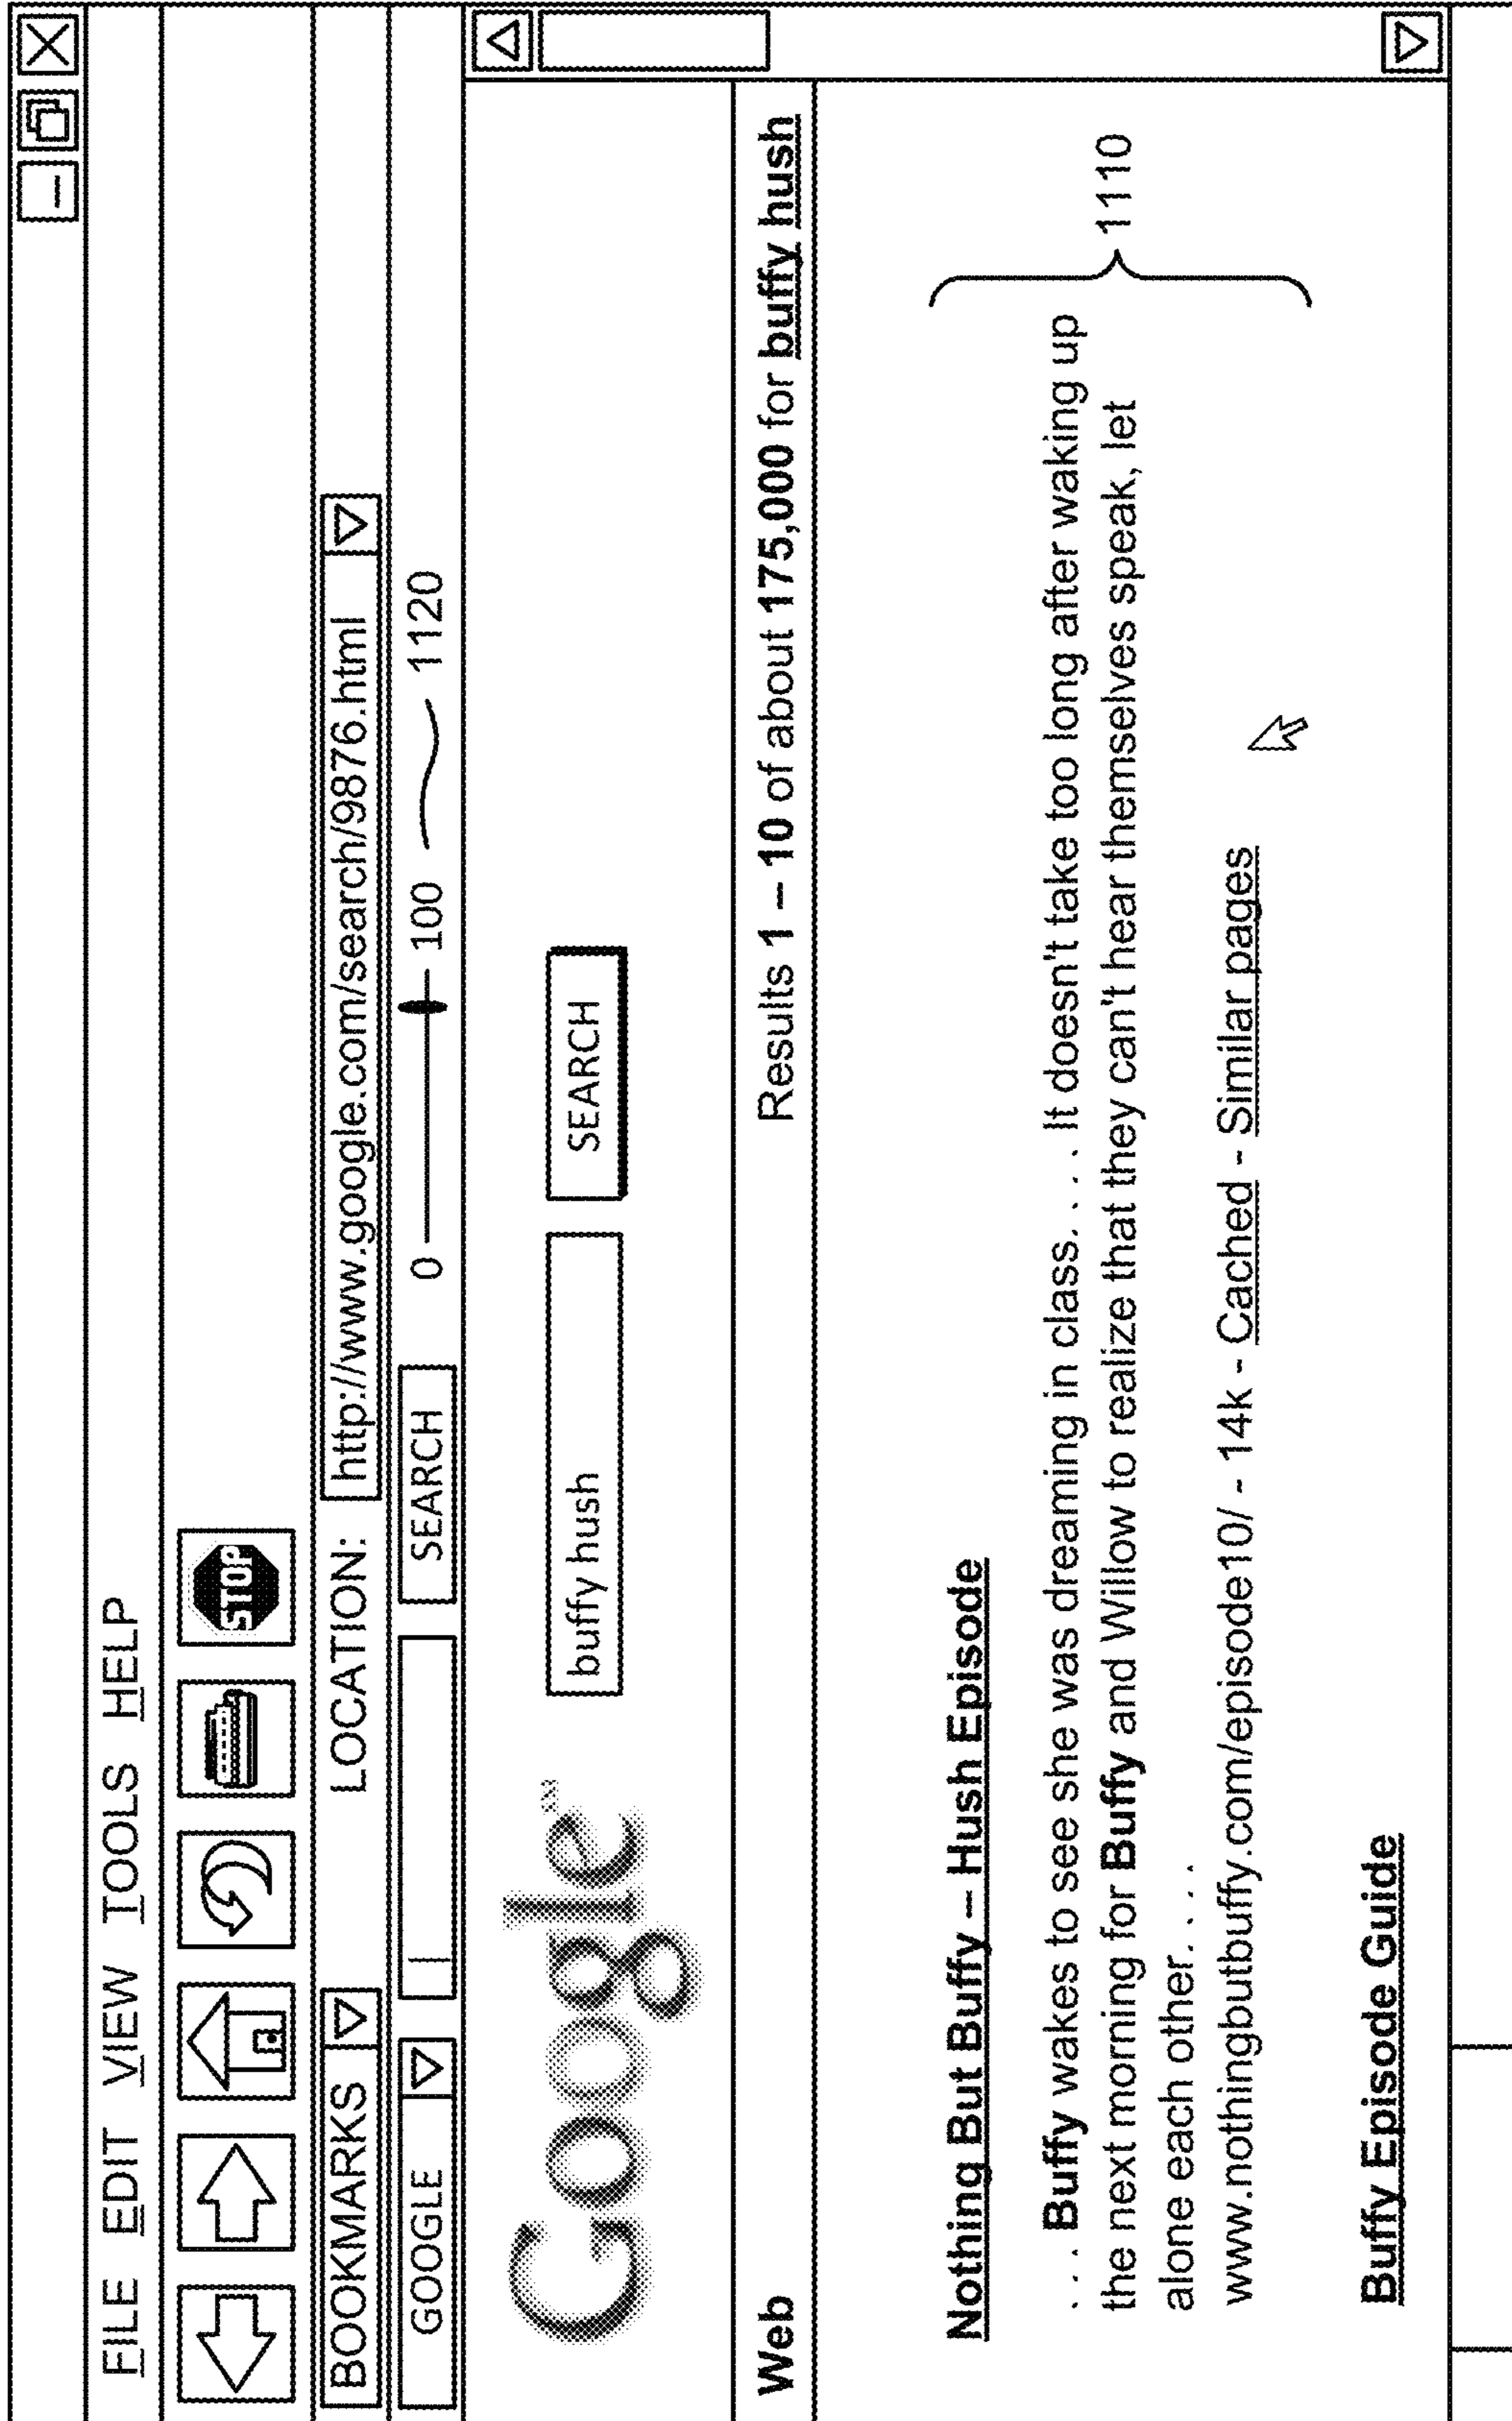 FILE EDIT VIEW TOOLS HELP
STOP
BOOKMARKS LOCATION: http://www.google.com/search/9876.html
GOOGLE SEARCH 0 100 1120
Google™ buffy hush SEARCH
Web Results 1 – 10 of about 175,000 for buffy hush
Nothing But Buffy – Hush Episode
. . . Buffy wakes to see she was dreaming in class. . . . It doesn't take too long after waking up
the next morning for Buffy and Willow to realize that they can't hear themselves speak, let
alone each other. . . .
www.nothingbutbuffy.com/episode10/ - 14k - Cached - Similar pages
1110
Buffy Episode Guide